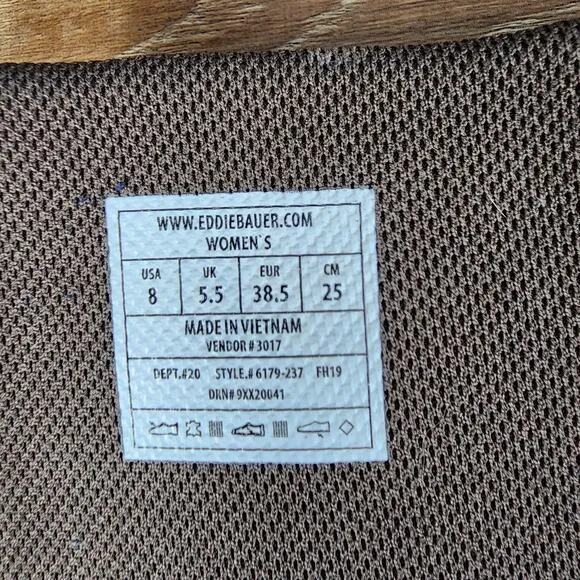 WWW.EDDIEBAUER.COM
WOMEN`S
USA UK EUR CM
8 5.5 38.5 25
MADE IN VIETNAM
VENDOR# 3017
DEPT.#20 STYLE.# 6179-237 FH19
DRN# 9XX20041